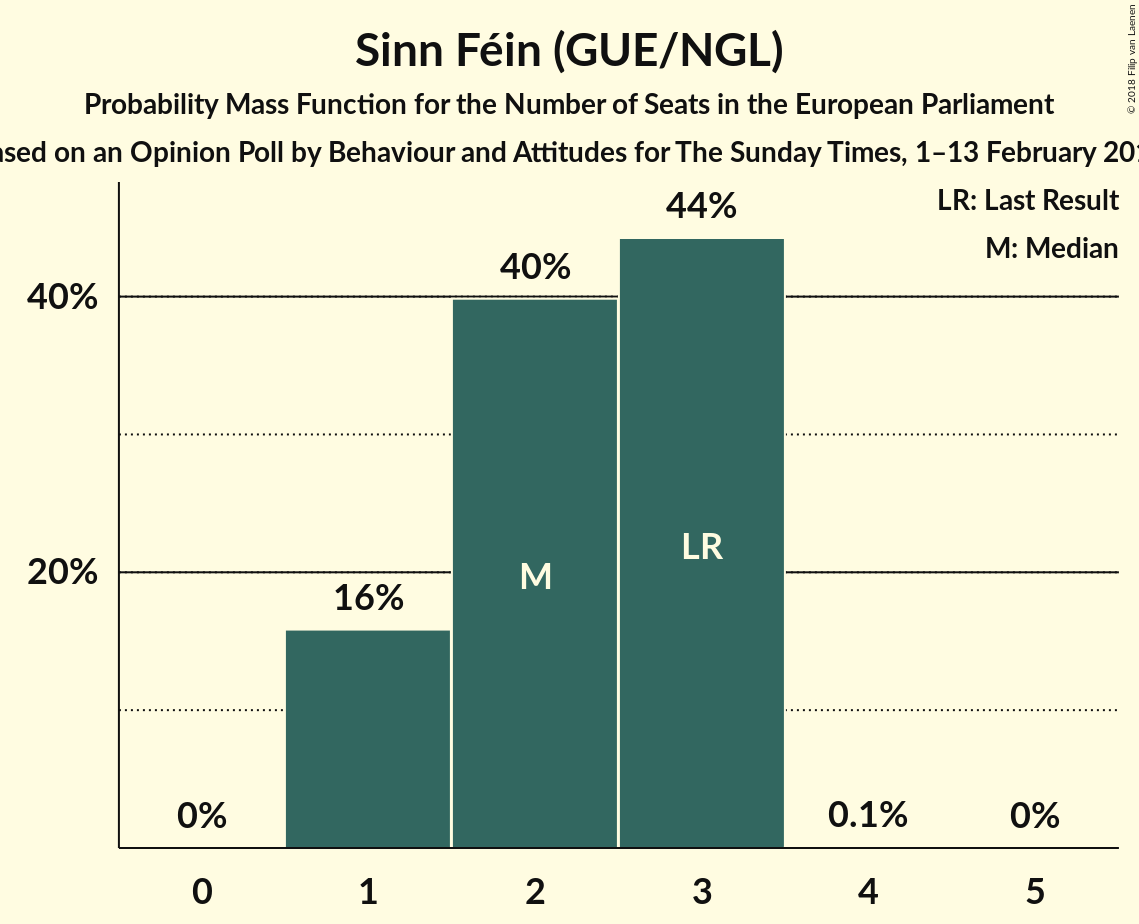 Sinn Féin (GUE/NGL)
Probability Mass Function for the Number of Seats in the European Parliament
on an Opinion Poll by Behaviour and Attitudes for The Sunday Times, 1–13 February
© 2018 Filip van Laenen
LR: Last Result
M: Median
44%
40%
40%
LR
M
20%
16%
0%
0.1%
0%
0 1 2 3 4 5